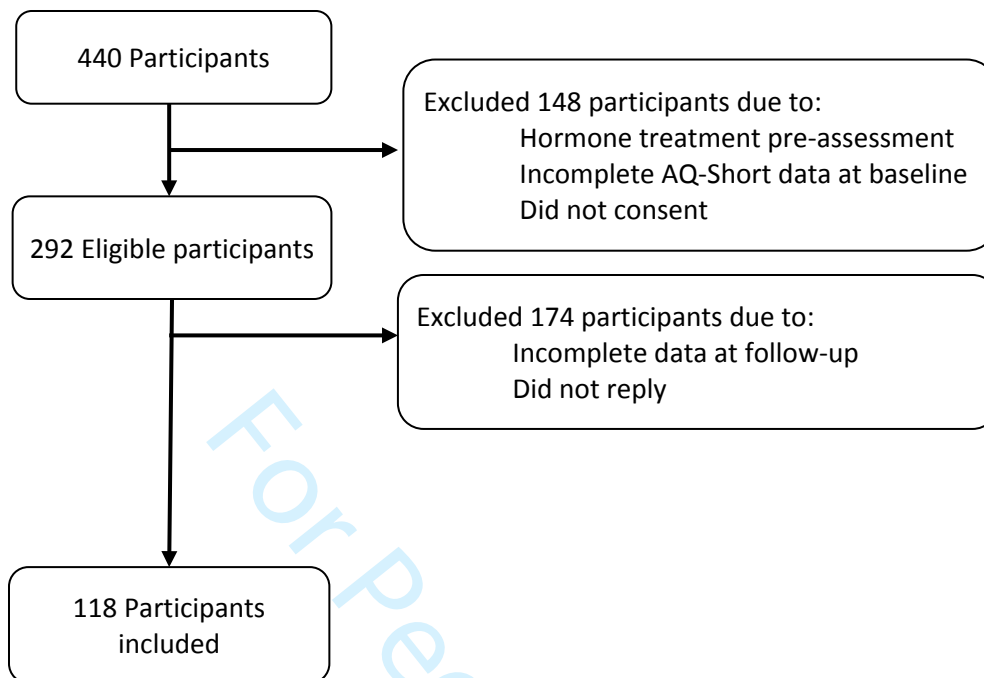 440 Participants
Excluded 148 participants due to:
Hormone treatment pre-assessment
Incomplete AQ-Short data at baseline
Did not consent
292 Eligible participants
Excluded 174 participants due to:
Incomplete data at follow-up
Did not reply
118 Participants
included
For Pee